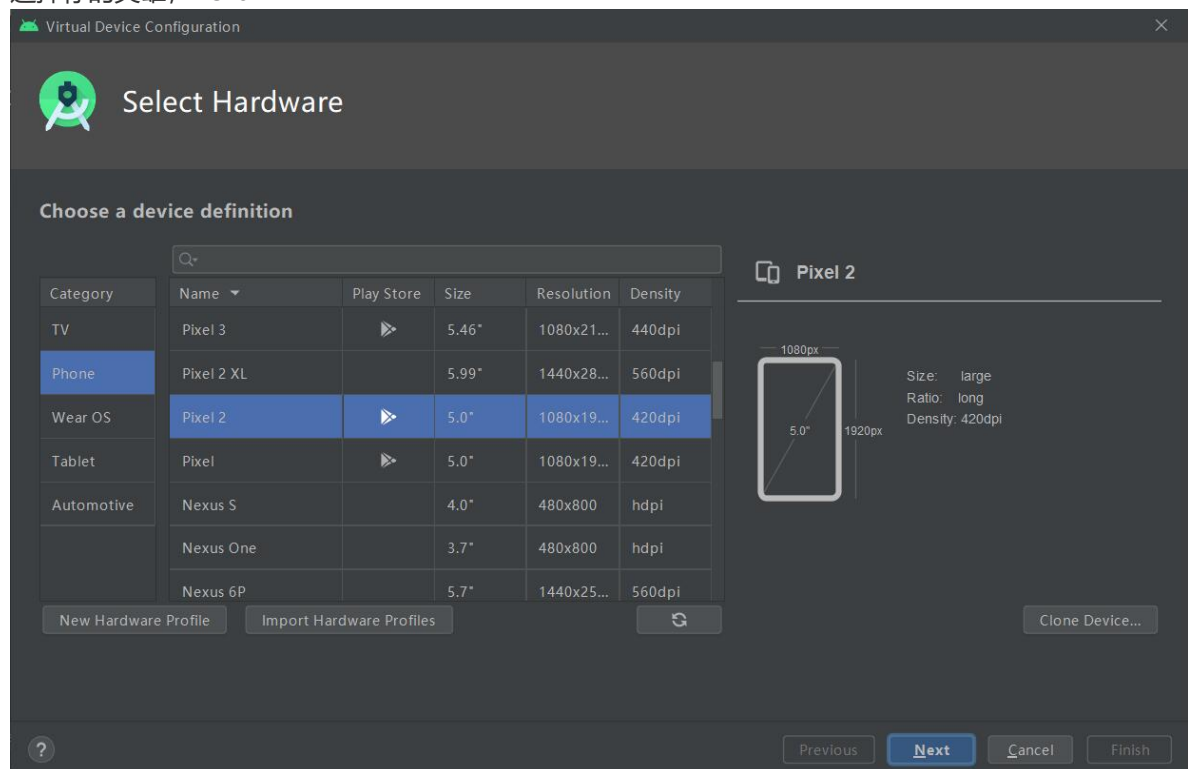 Virtual Device Configuration
Select Hardware
Choose a device definition
Category
TV
Phone
Wear OS
Tablet
Automotive
Name Play Store Size Resolution Density
Pixel 3 5.46" 1080x21... 440dpi
Pixel 2 XL 5.99" 1440x28... 560dpi
Pixel 2 5.0" 1080x19... 420dpi
Pixel 5.0" 1080x19... 420dpi
Nexus S 4.0" 480x800 hdpi
Nexus One 3.7" 480x800 hdpi
Nexus 6P 5.7" 1440x25... 560dpi
New Hardware Profile Import Hardware Profiles
Pixel 2
1080px
5.0" 1920px
Size: large
Ratio: long
Density: 420dpi
Clone Device...
? Previous Next Cancel Finish